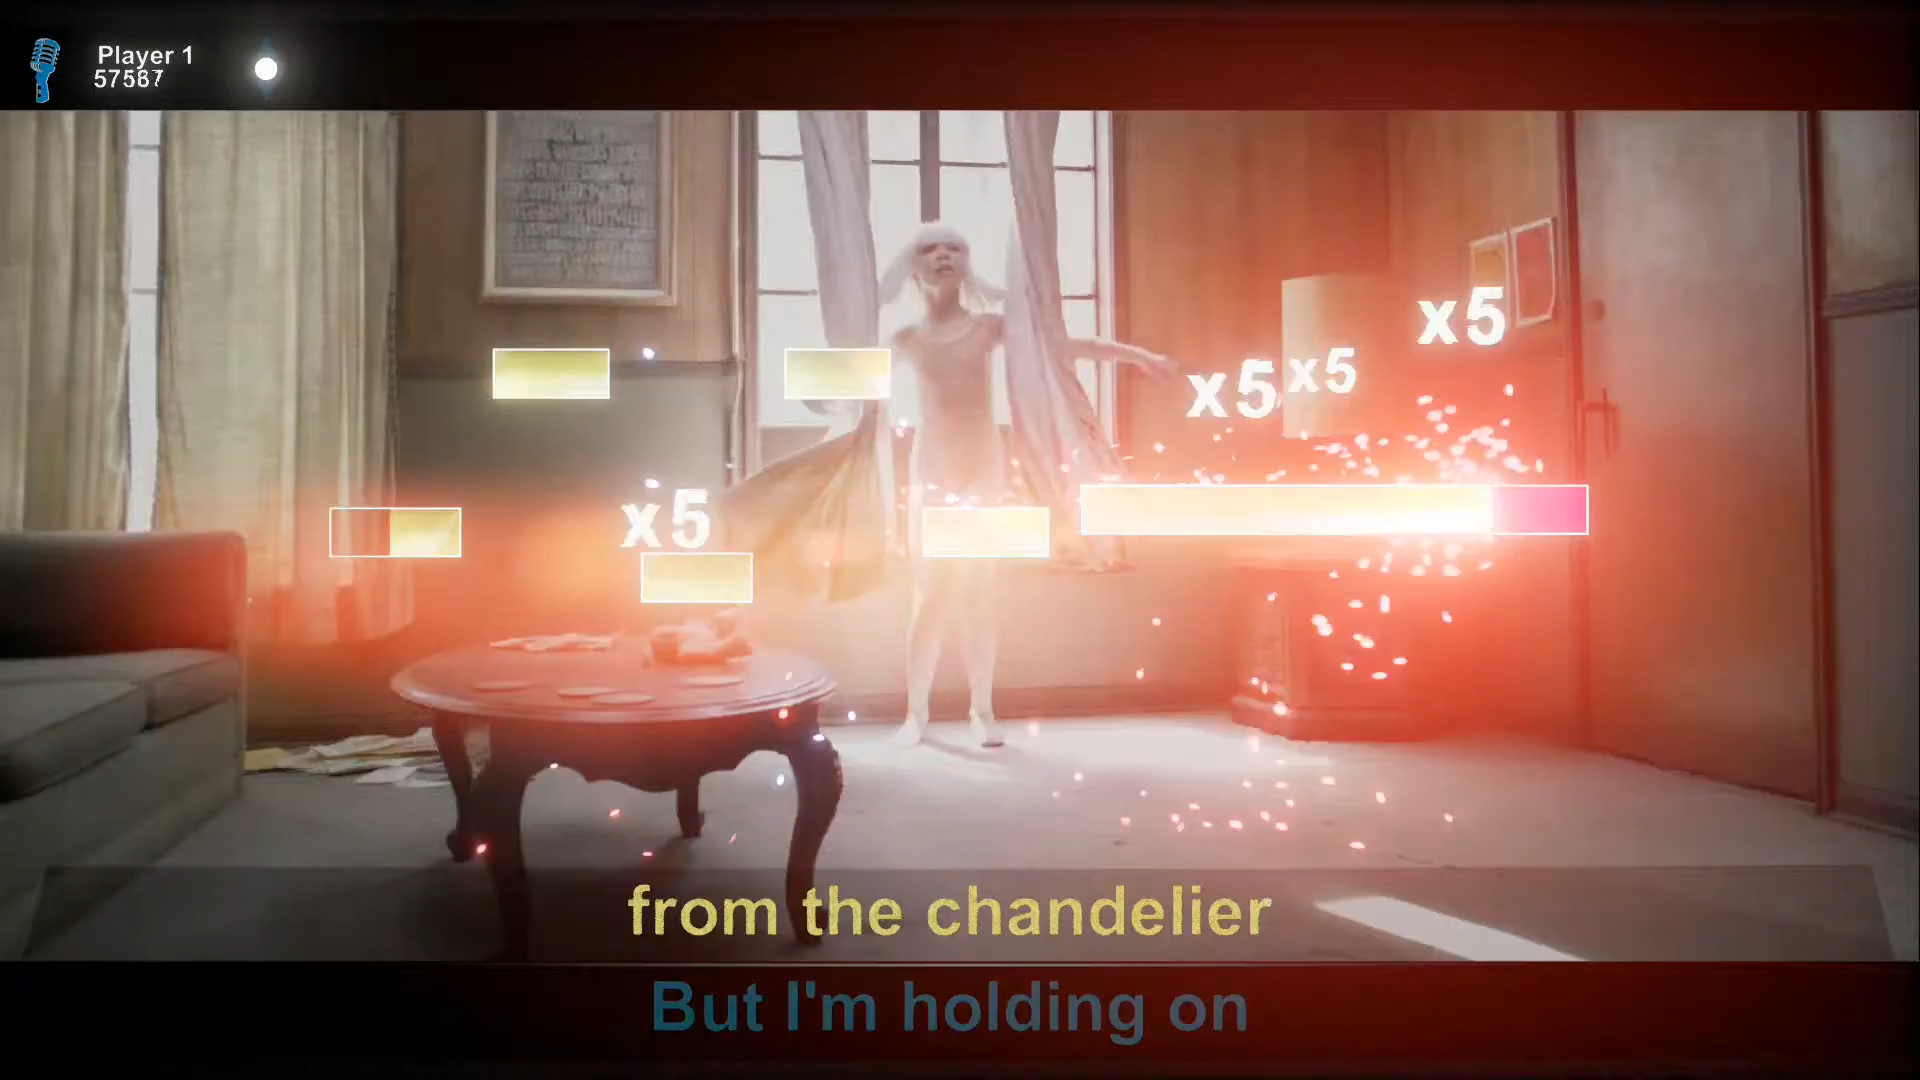 Player 1
57587
x5
x5
x5
x5
from the chandelier
But I'm holding on